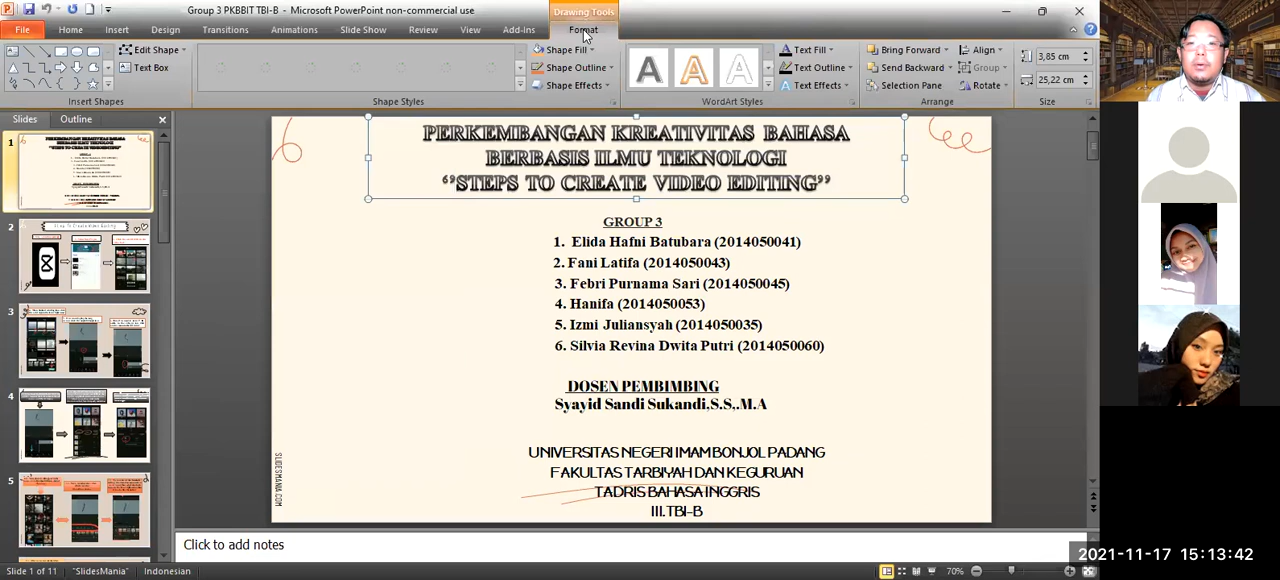 Group 3 PKBBIT TBI-B - Microsoft PowerPoint non-commercial use
Drawing Tools
File Home Insert Design Transitions Animations Slide Show Review View Add-Ins Format
Edit Shape
Text Box
Insert Shapes
Shape Fill
Shape Outline
Shape Effects
Shape Styles
A A A
Text Fill
Text Outline
Text Effects
WordArt Styles
Bring Forward
Send Backward
Selection Pane
Align
Group
Rotate
Arrange
3,85 cm
25,22 cm
Size
Slides Outline
1
2
3
4
5
PERKEMBANGAN KREATIVITAS BAHASA
BERBASIS ILMU TEKNOLOGI
‘’STEPS TO CREATE VIDEO EDITING’’
GROUP 3
1. Elida Hafni Batubara (2014050041)
2. Fani Latifa (2014050043)
3. Febri Purnama Sari (2014050045)
4. Hanifa (2014050053)
5. Izmi Juliansyah (2014050035)
6. Silvia Revina Dwita Putri (2014050060)
DOSEN PEMBIMBING
Syayid Sandi Sukandi,S.S,.M.A
UNIVERSITAS NEGERI IMAM BONJOL PADANG
FAKULTAS TARBIYAH DAN KEGURUAN
TADRIS BAHASA INGGRIS
III.TBI-B
SLIDESMANIA.COM
Click to add notes
2021-11-17 15:13:42
Slide 1 of 11
"SlidesMania"
Indonesian
70%